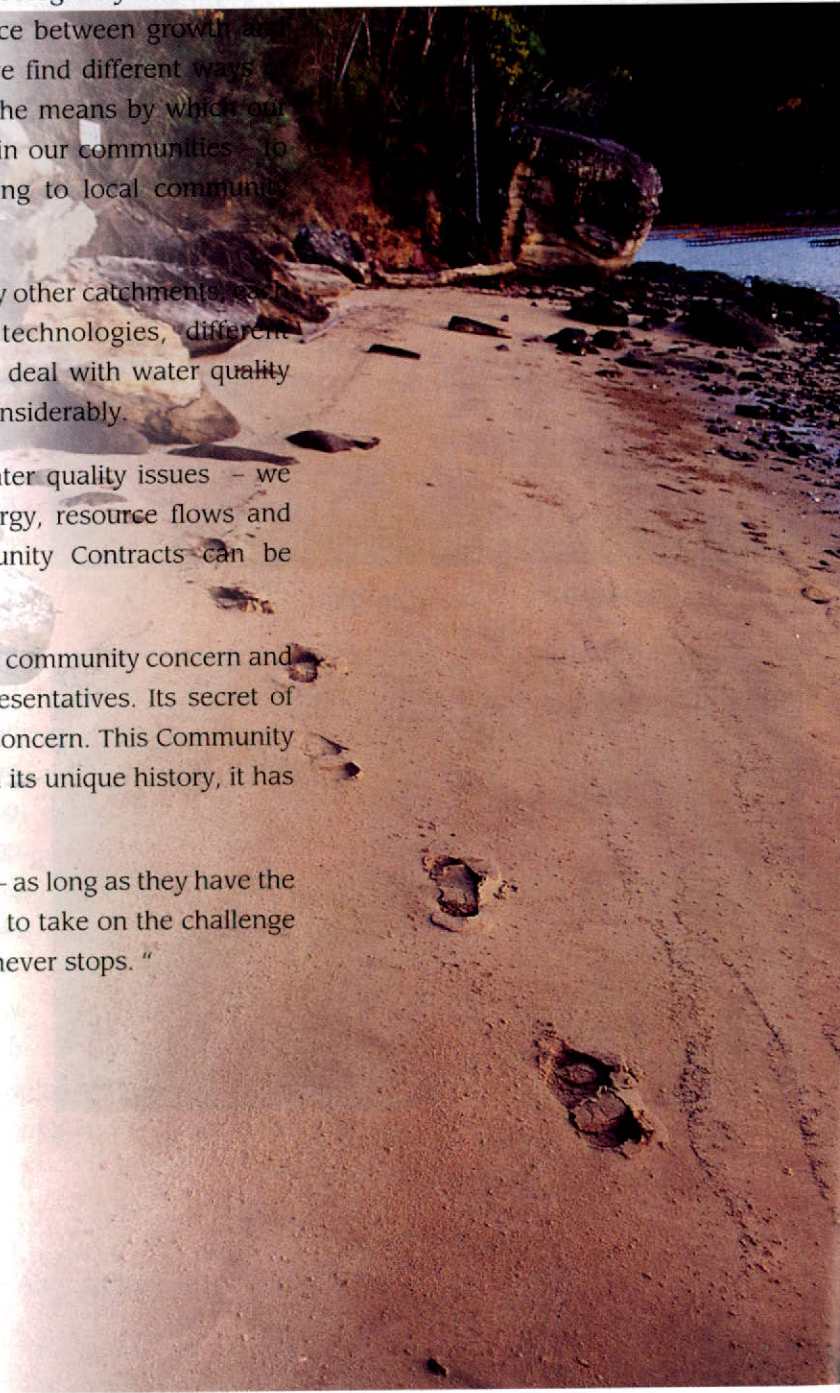 ce between growth and
e find different ways
he means by which our
in our communities – to
ng to local community
y other catchments, each
technologies, different
deal with water quality
nsiderably.
ter quality issues – we
rgy, resource flows and
unity Contracts can be
community concern and
esentatives. Its secret of
oncern. This Community
its unique history, it has
– as long as they have the
to take on the challenge
never stops. “